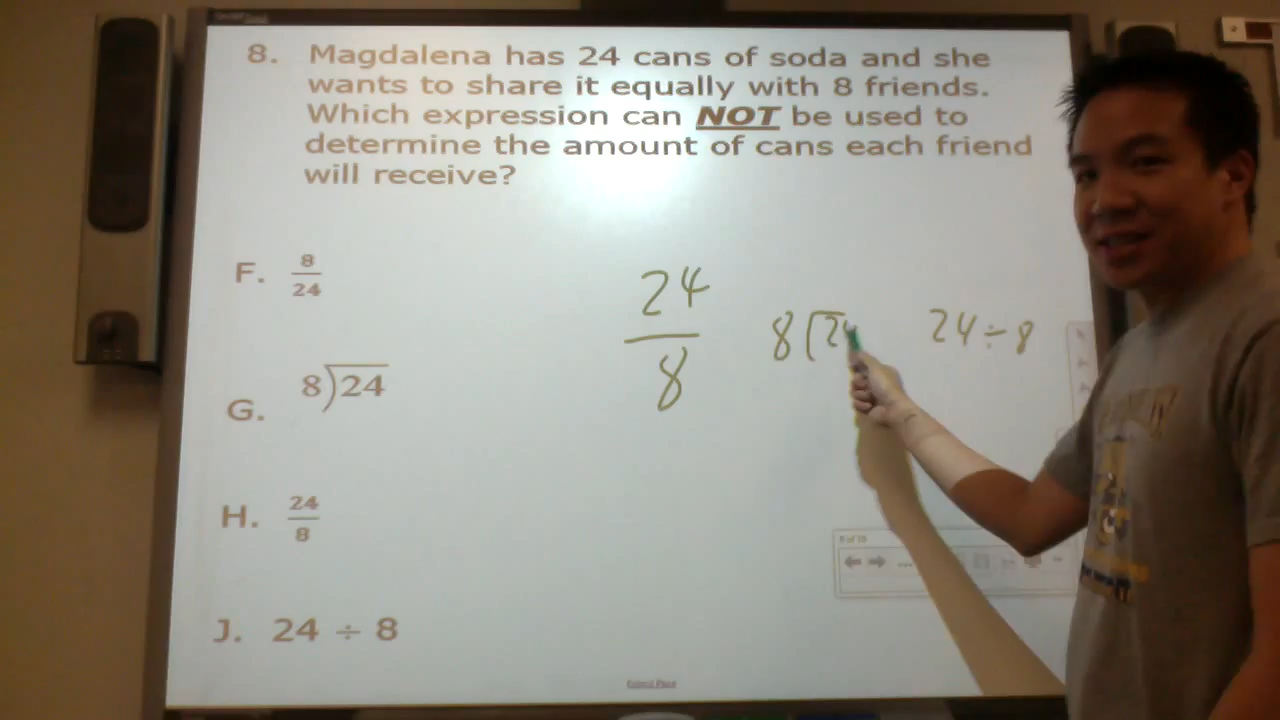 8. Magdalena has 24 cans of soda and she
wants to share it equally with 8 friends.
Which expression can NOT be used to
determine the amount of cans each friend
will receive?
F. 8/24
G. 8)24
H. 24/8
J. 24 ÷ 8
24/8
8)24
24÷8